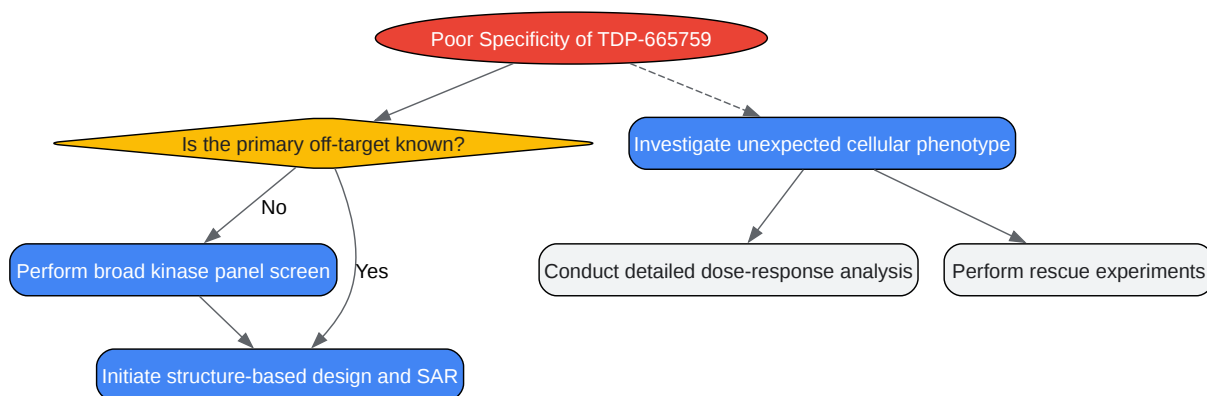 Poor Specificity of TDP-665759
Is the primary off-target known?
Investigate unexpected cellular phenotype
No
Yes
Perform broad kinase panel screen
Conduct detailed dose-response analysis
Perform rescue experiments
Initiate structure-based design and SAR